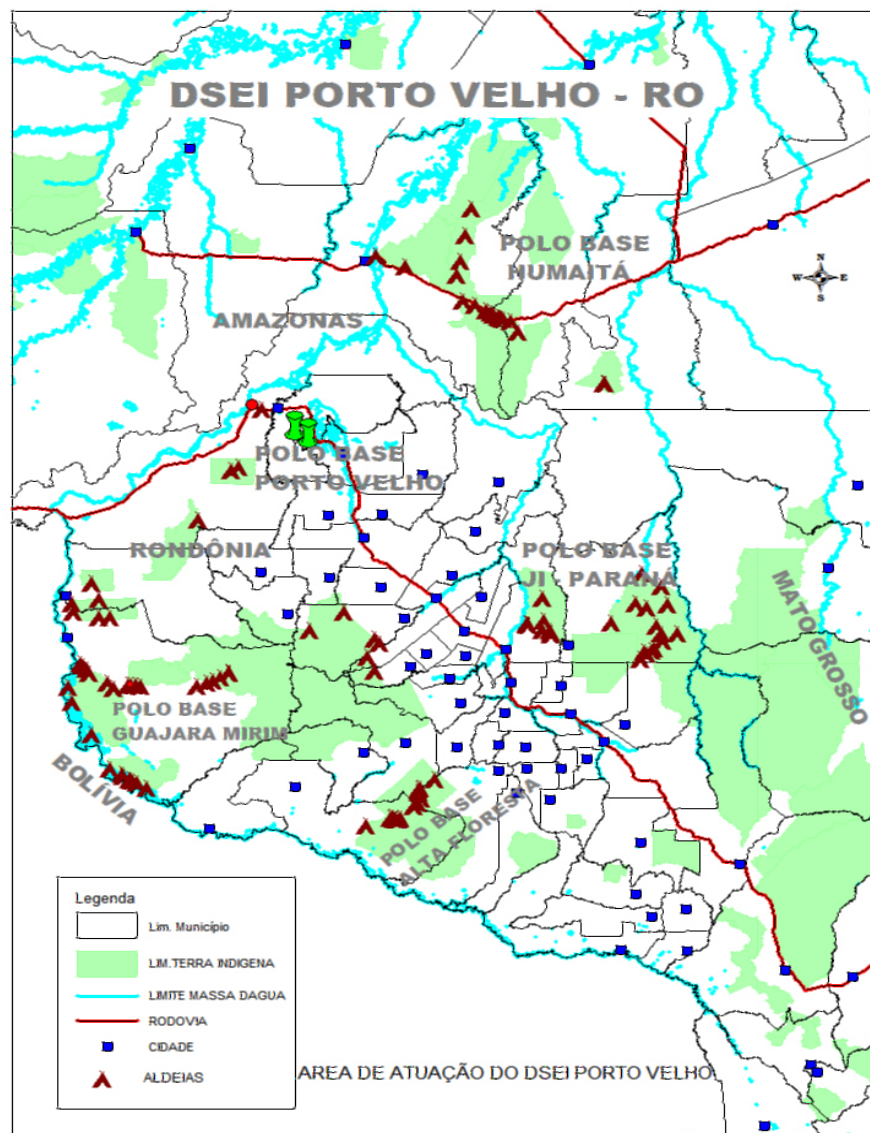 DSEI PORTO VELHO - RO
POLO BASE
HUMAITÁ
N
W
E
S
AMAZONAS
POLO BASE
PORTO VELHO
RONDÔNIA
POLO BASE
JI - PARANÁ
MATO GROSSO
POLO BASE
GUAJARA MIRIM
BOLÍVIA
POLO BASE
ALTA FLORESTA
Legenda
Lim. Município
LIM.TERRA INDIGENA
LIMITE MASSA DAGUA
RODOVIA
CIDADE
ALDEIAS
AREA DE ATUAÇÃO DO DSEI PORTO VELHO